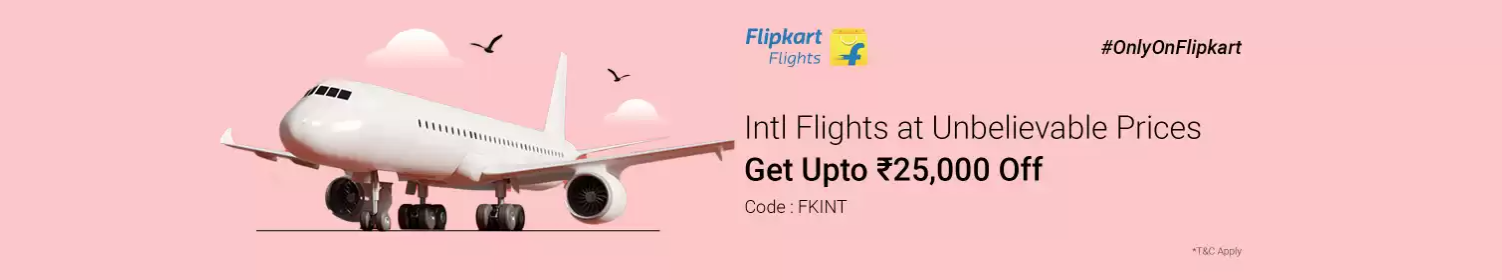 Flipkart
Flights
#OnlyOnFlipkart
Intl Flights at Unbelievable Prices
Get Upto ₹25,000 Off
Code : FKINT
*T&C Apply